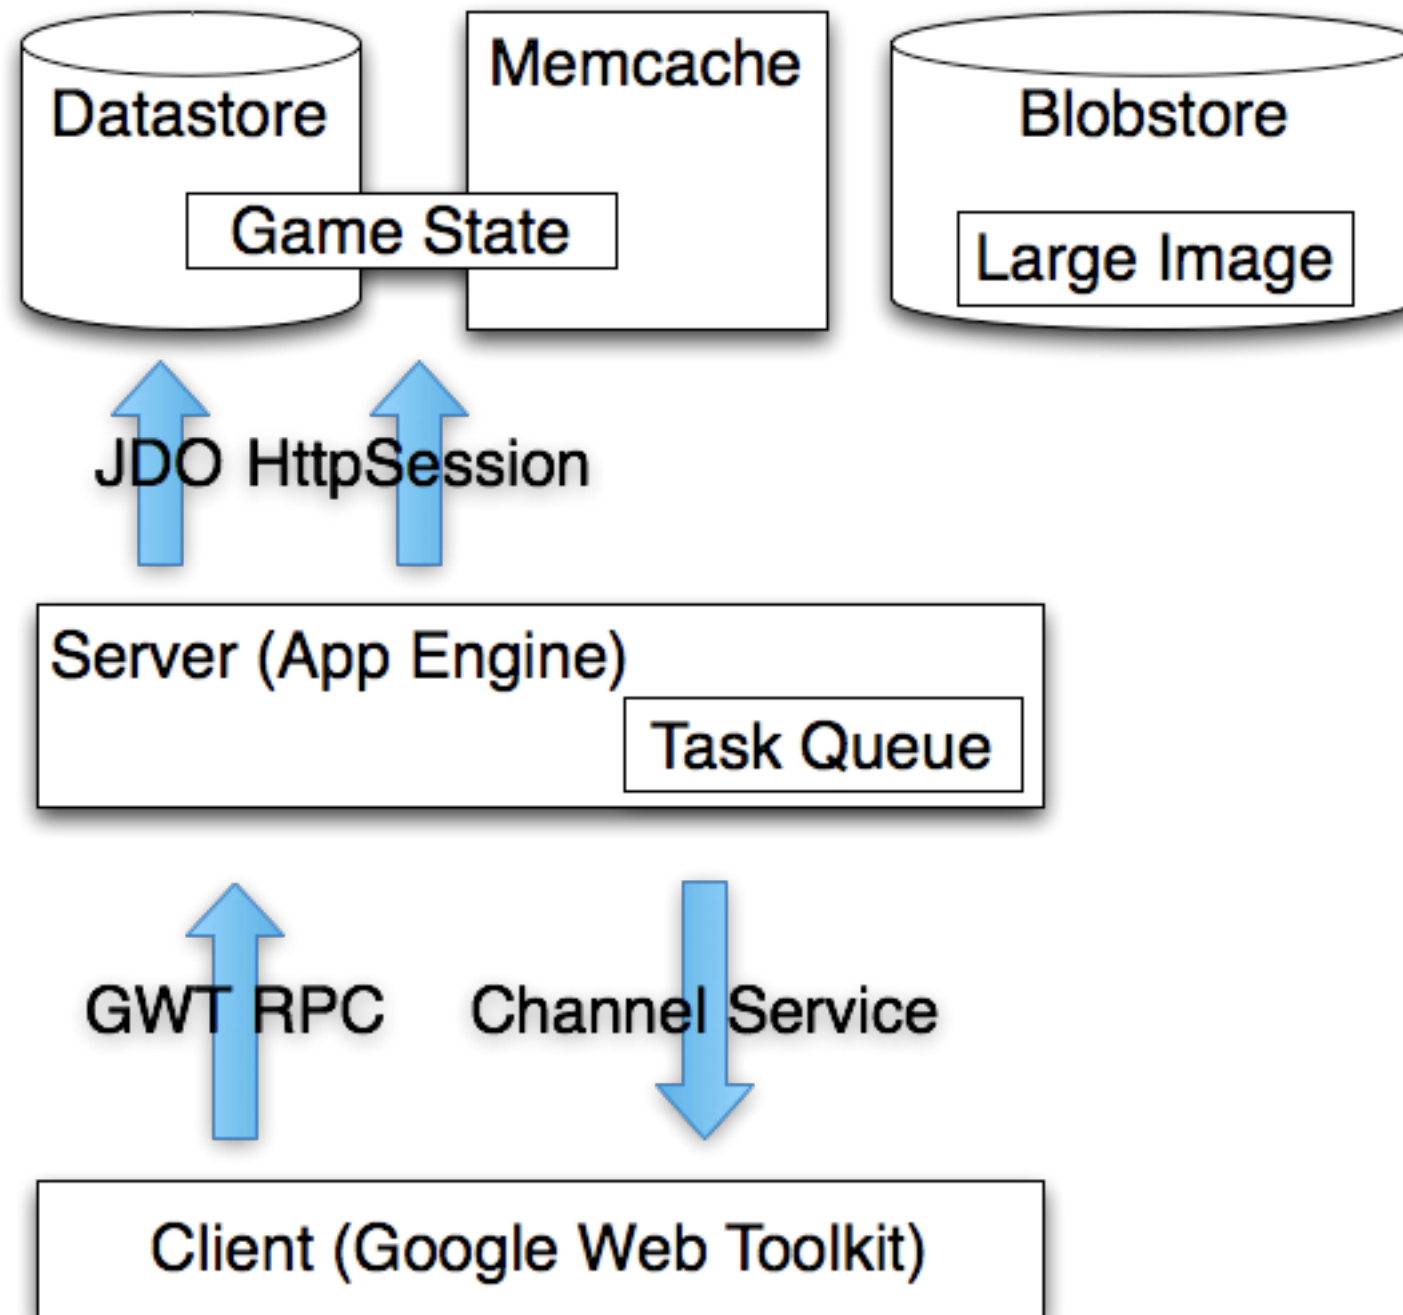 Datastore
Memcache
Blobstore
Game State
Large Image
JDO
HttpSession
Server (App Engine)
Task Queue
GWT RPC
Channel Service
Client (Google Web Toolkit)